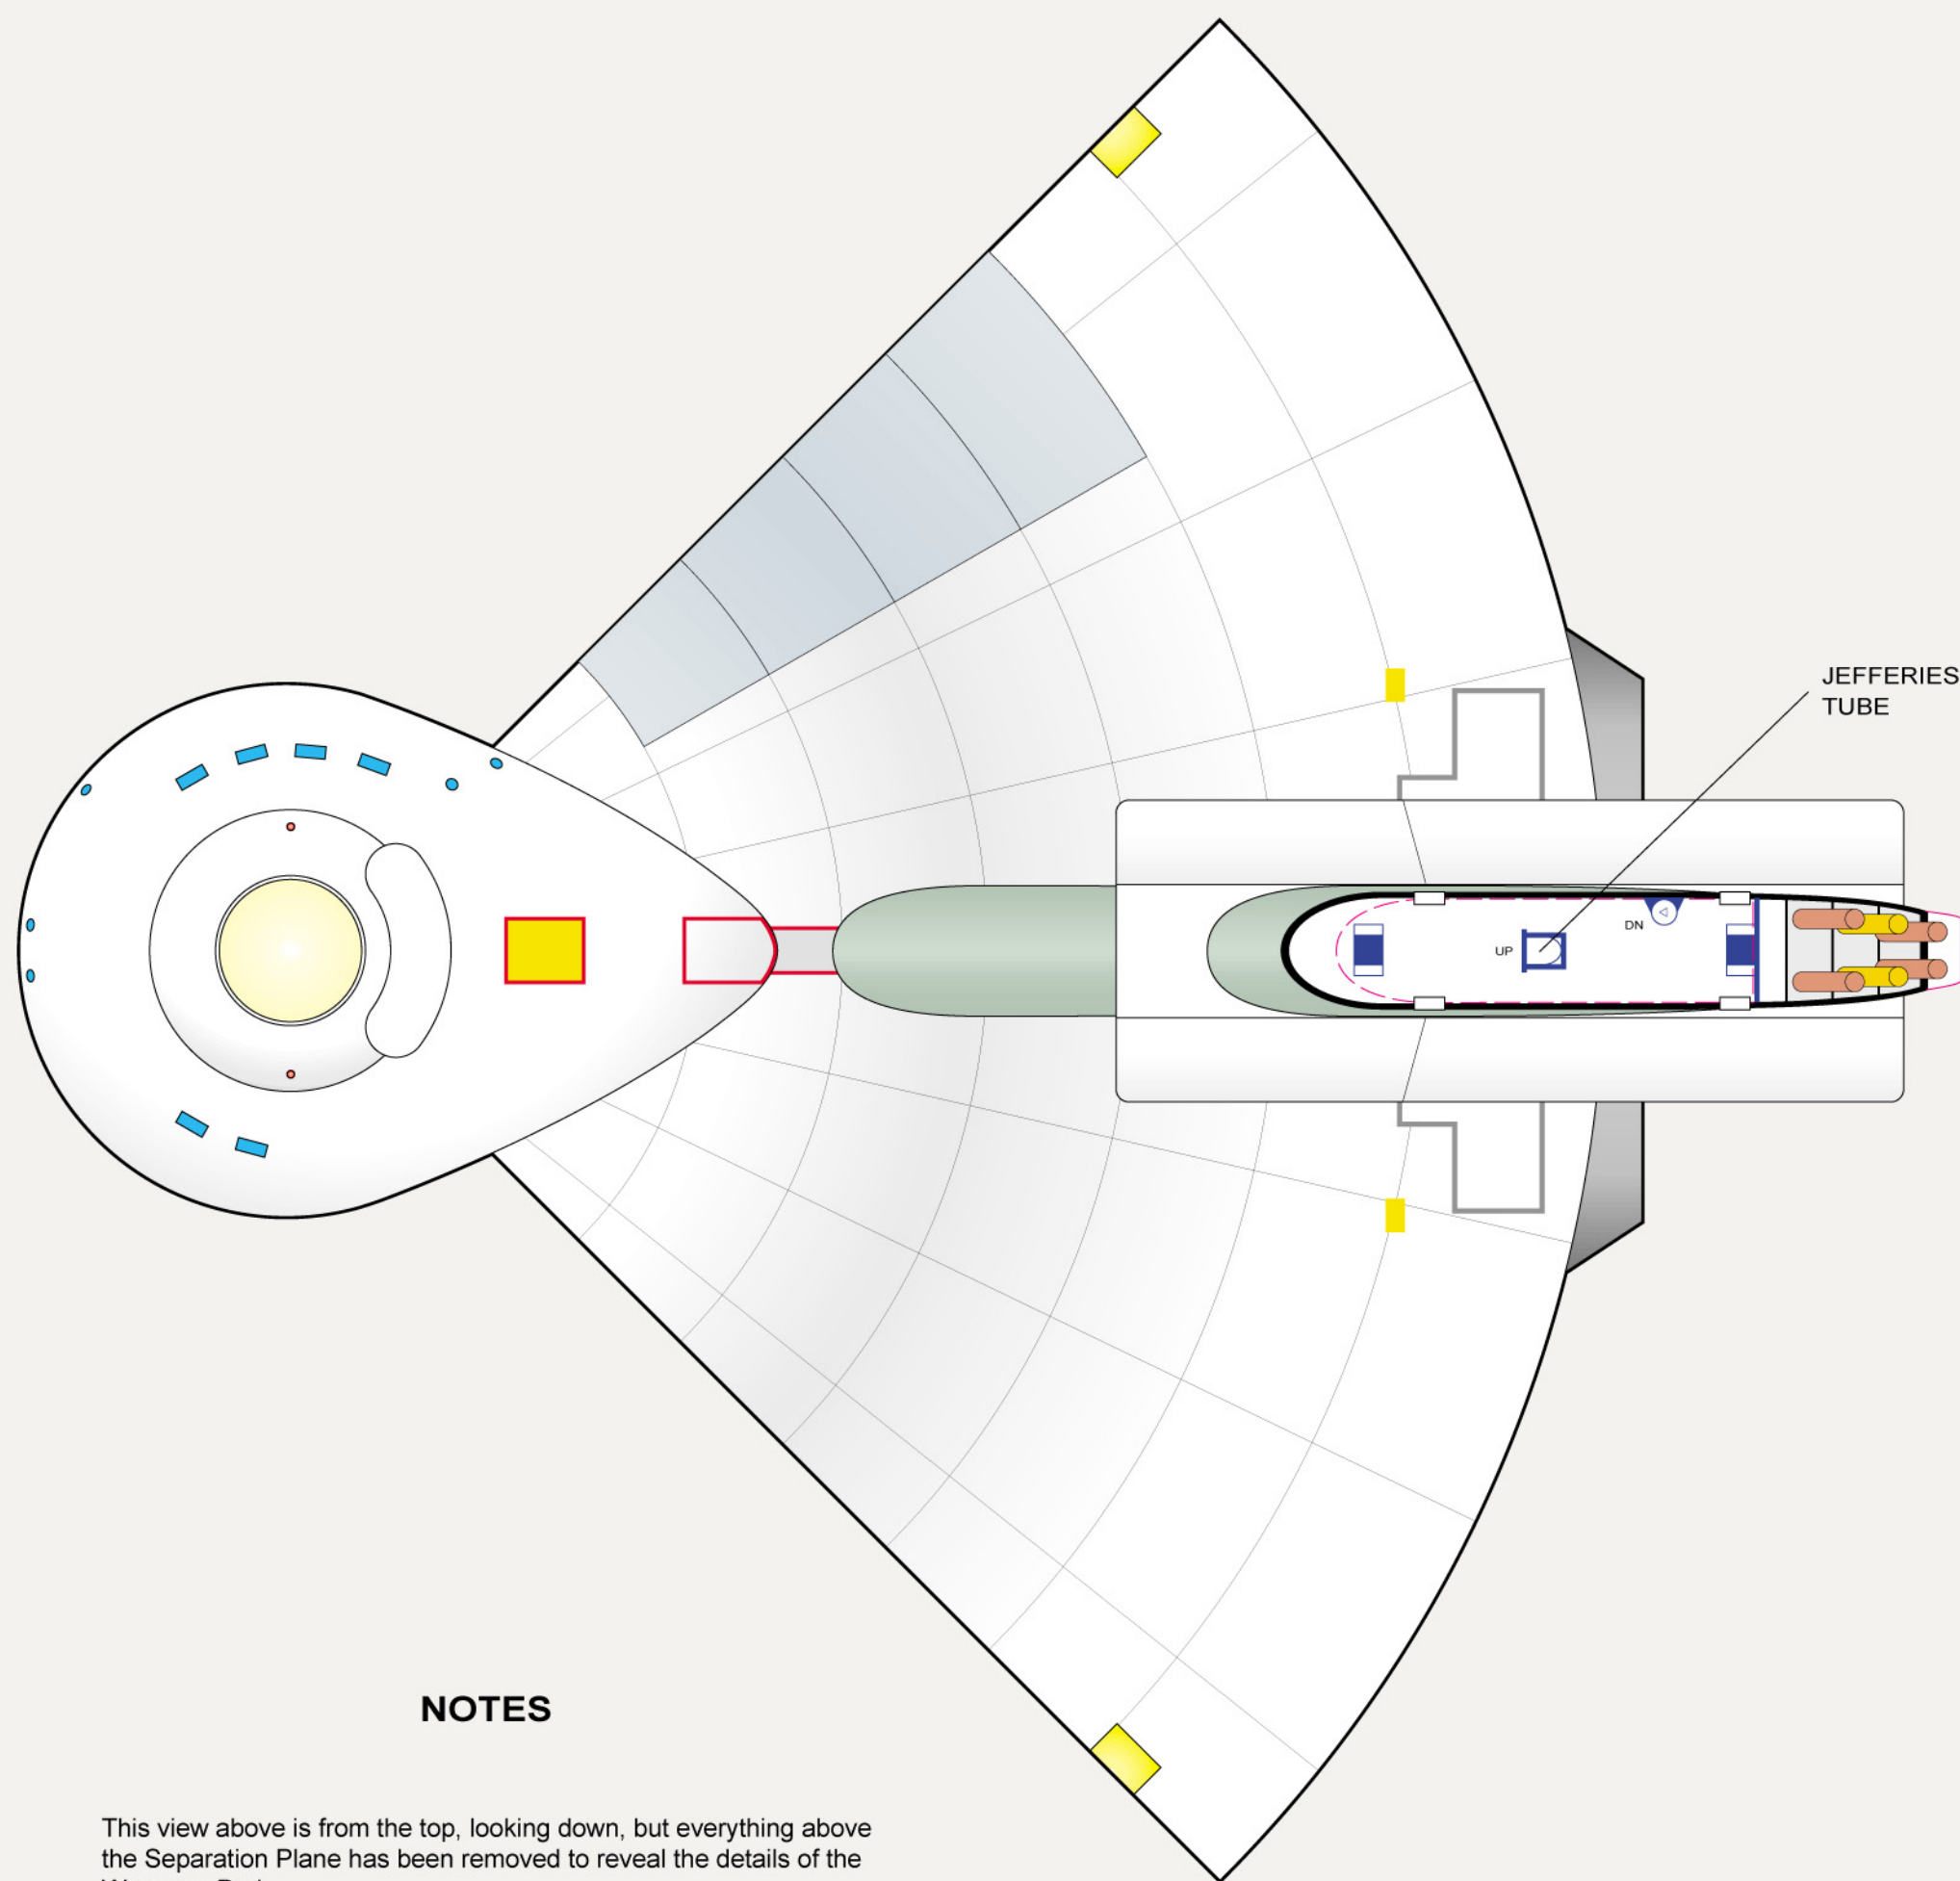 JEFFERIES
TUBE
DN
UP
NOTES
This view above is from the top, looking down, but everything above
the Separation Plane has been removed to reveal the details of the